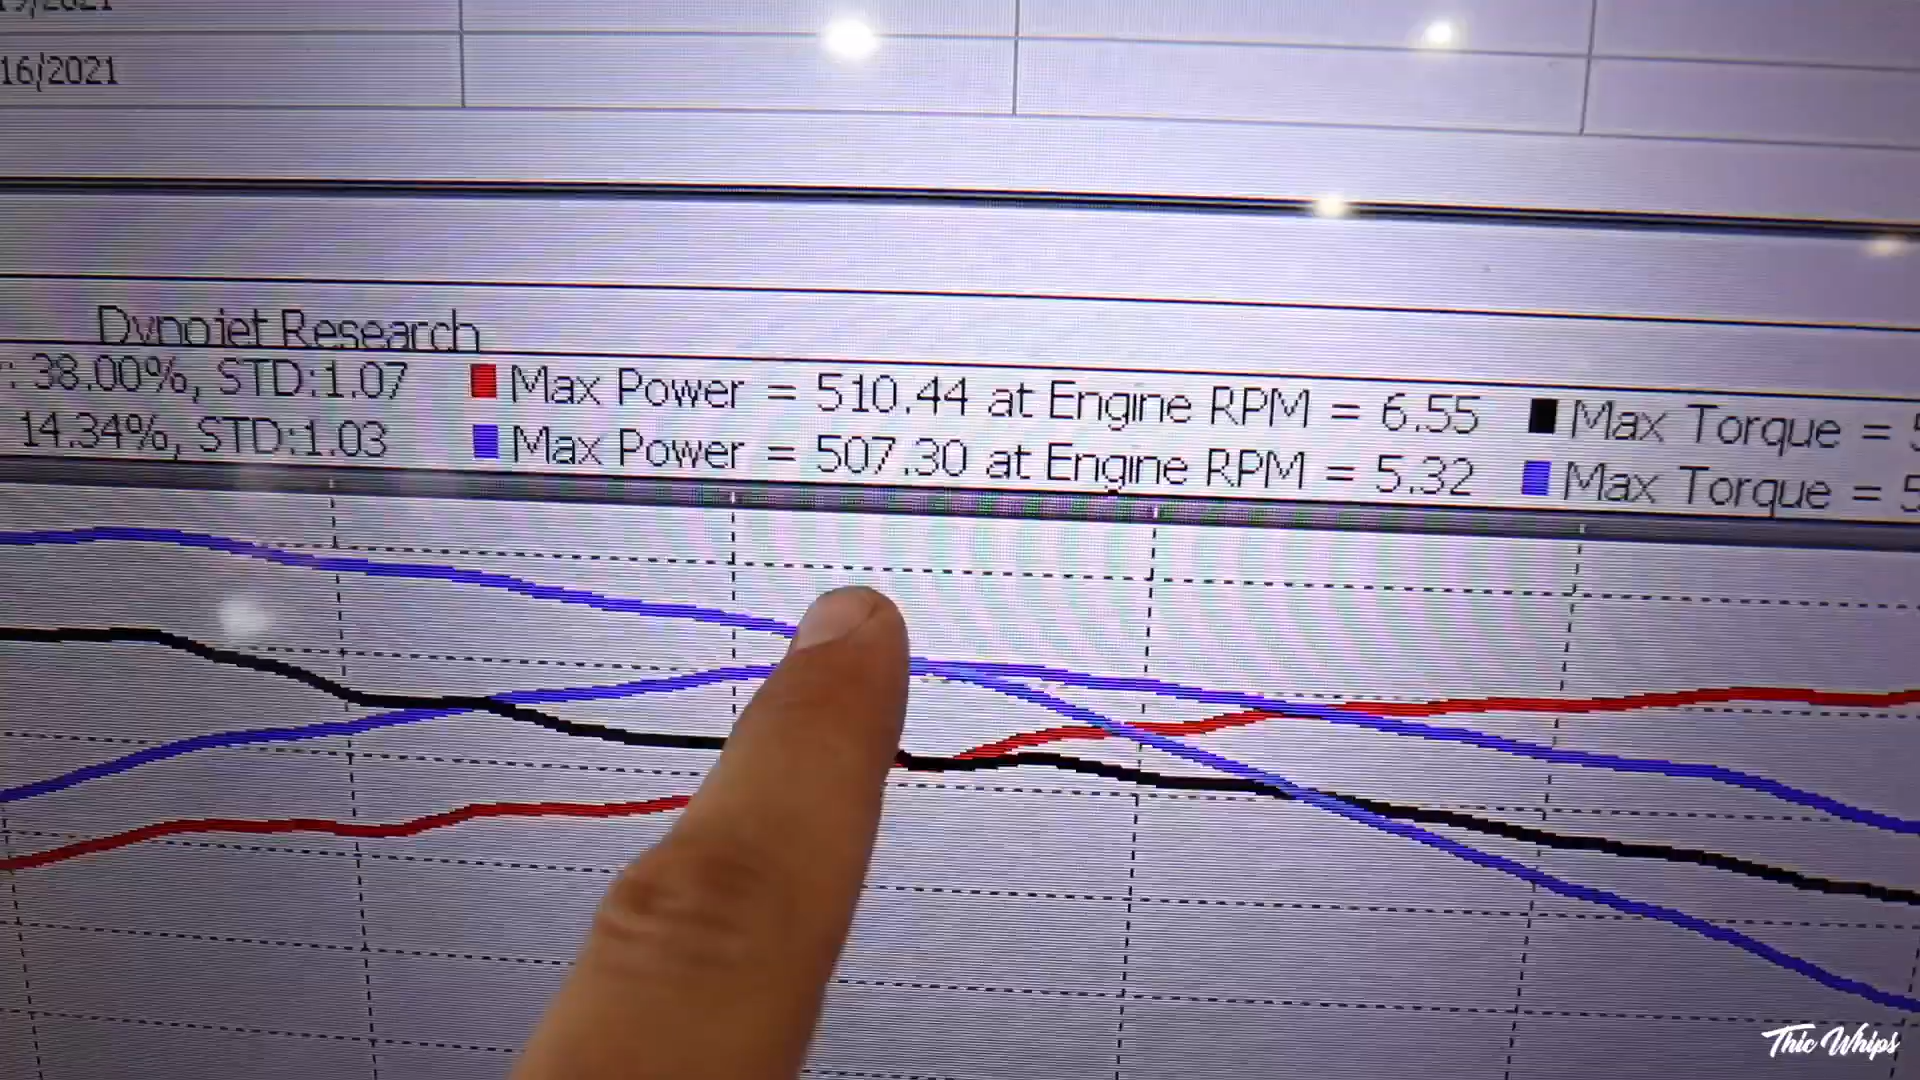 16/2021
Dynojet Research
: 38.00%, STD:1.07 Max Power = 510.44 at Engine RPM = 6.55 Max Torque = 5
14.34%, STD:1.03 Max Power = 507.30 at Engine RPM = 5.32 Max Torque = 5
Thic Whips